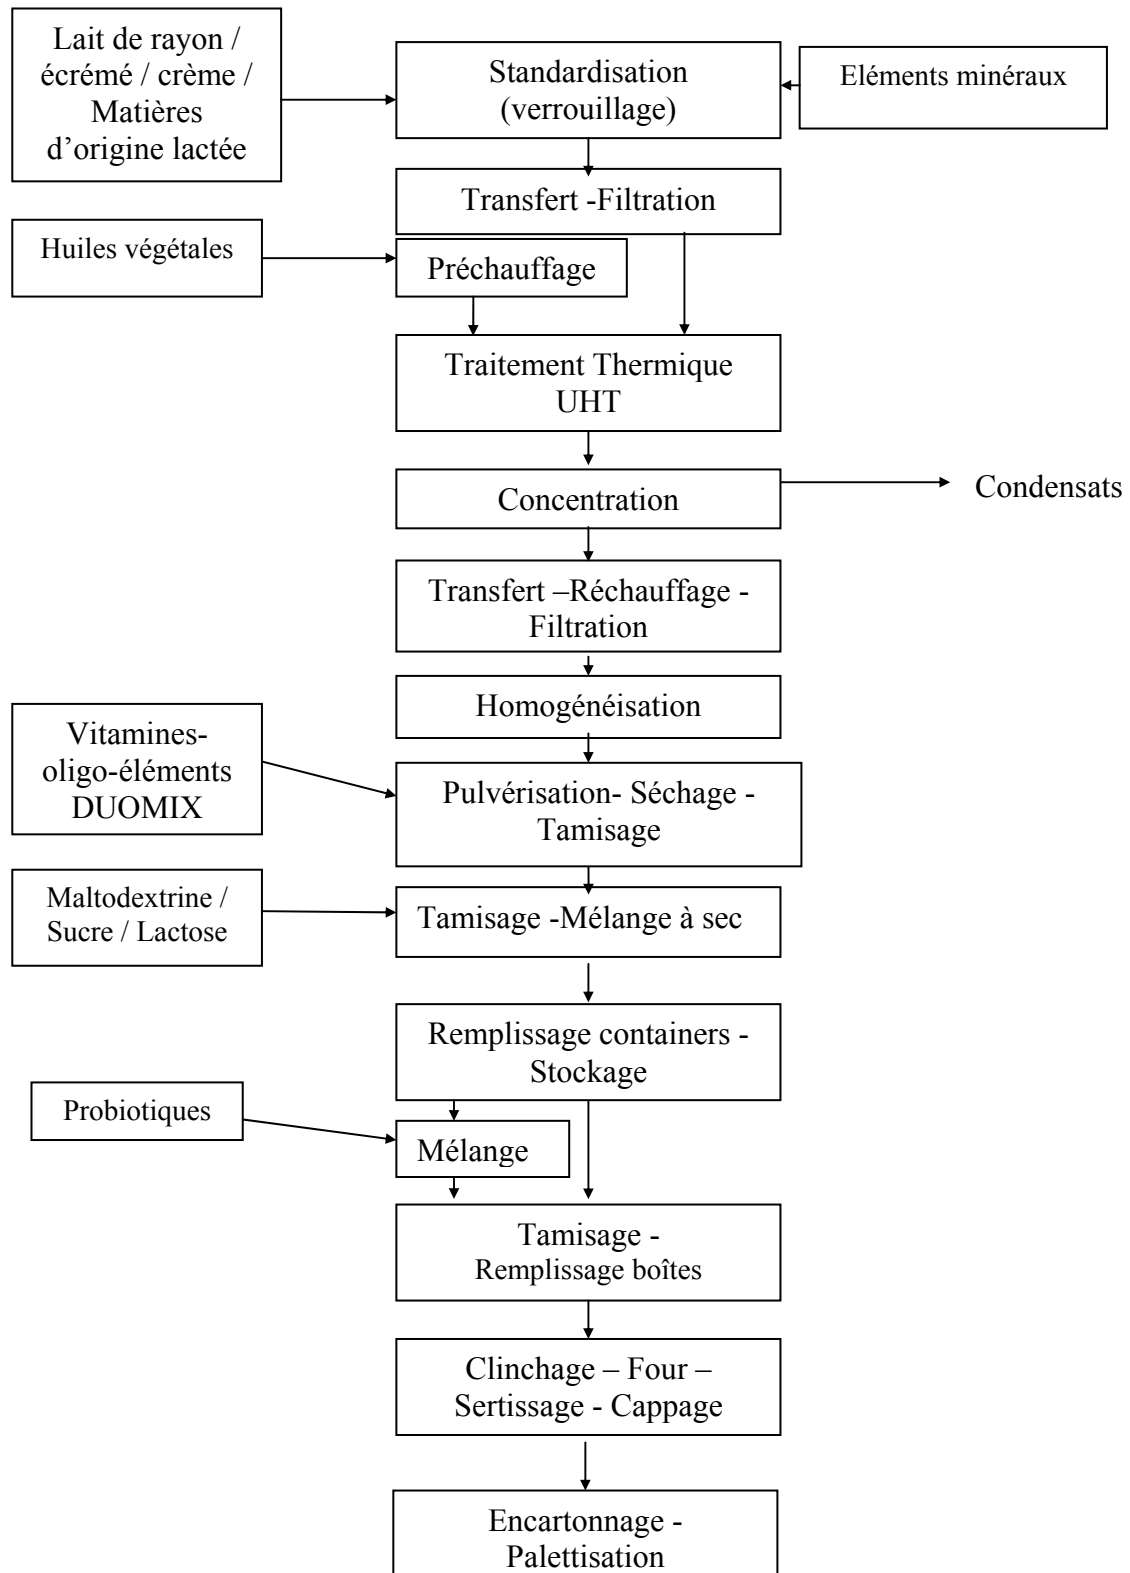 Lait de rayon /
écrémé / crème /
Matières
d’origine lactée
Standardisation
(verrouillage)
Eléments minéraux
Transfert -Filtration
Huiles végétales
Préchauffage
Traitement Thermique
UHT
Concentration
Condensats
Transfert –Réchauffage -
Filtration
Homogénéisation
Vitamines-
oligo-éléments
DUOMIX
Pulvérisation- Séchage -
Tamisage
Maltodextrine /
Sucre / Lactose
Tamisage -Mélange à sec
Remplissage containers -
Stockage
Probiotiques
Mélange
Tamisage -
Remplissage boîtes
Clinchage – Four –
Sertissage - Cappage
Encartonnage -
Palettisation